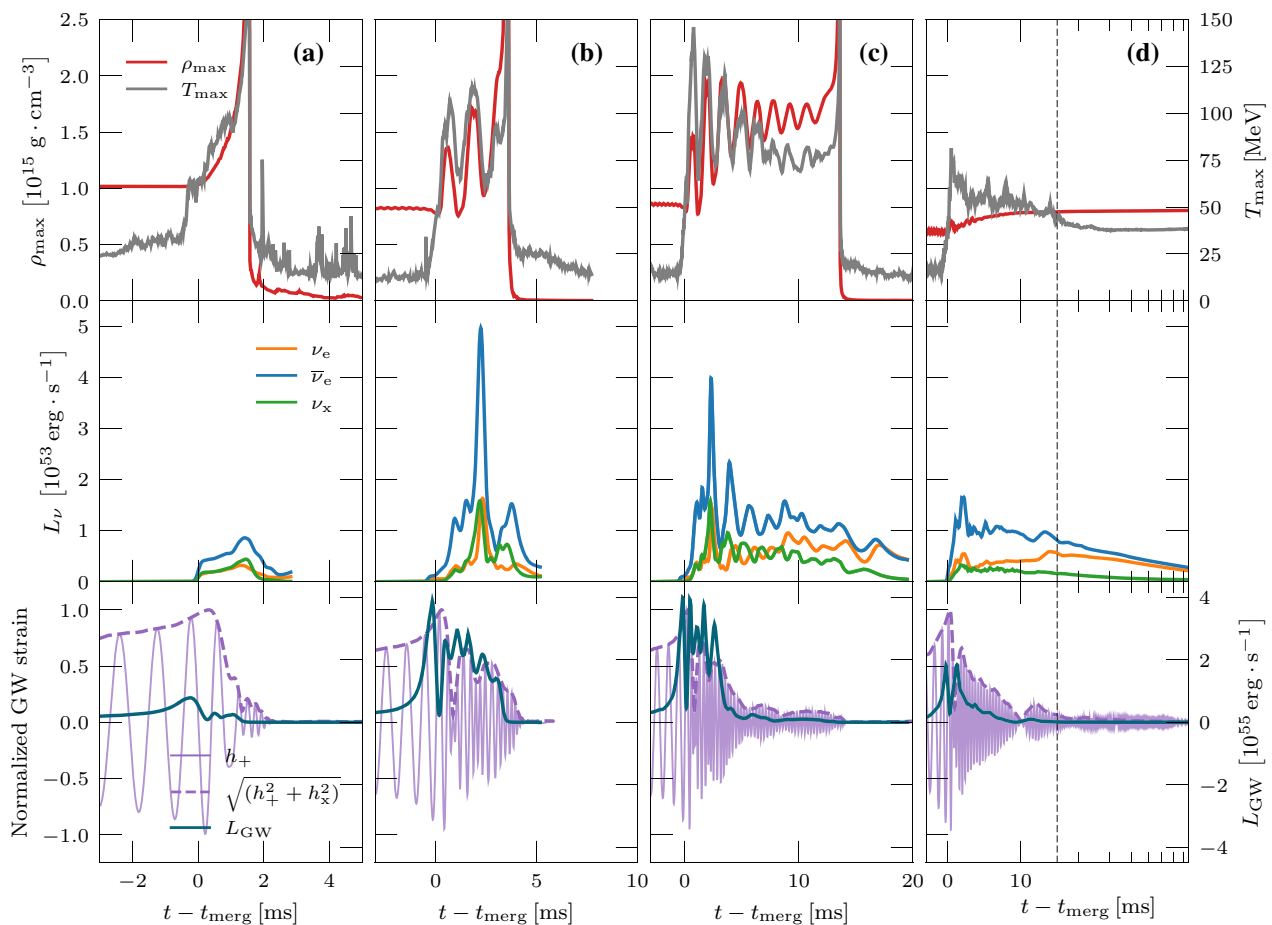 (a) (b) (c) (d)
ρmax
Tmax
2.5
2.0
1.5
1.0
0.5
0.0
ρmax [10^15 g · cm^−3]
150
125
100
75
50
25
0
Tmax [MeV]
νe
ν̅e
νx
5
4
3
2
1
0
Lν [10^53 erg · s^−1]
1.0
0.5
0.0
−0.5
−1.0
Normalized GW strain
h+
√(h+^2 + hx^2)
LGW
4
2
0
−2
−4
LGW [10^55 erg · s^−1]
−2 0 2 4 0 5 10 0 10 20 0 10
t − tmerg [ms] t − tmerg [ms] t − tmerg [ms] t − tmerg [ms]